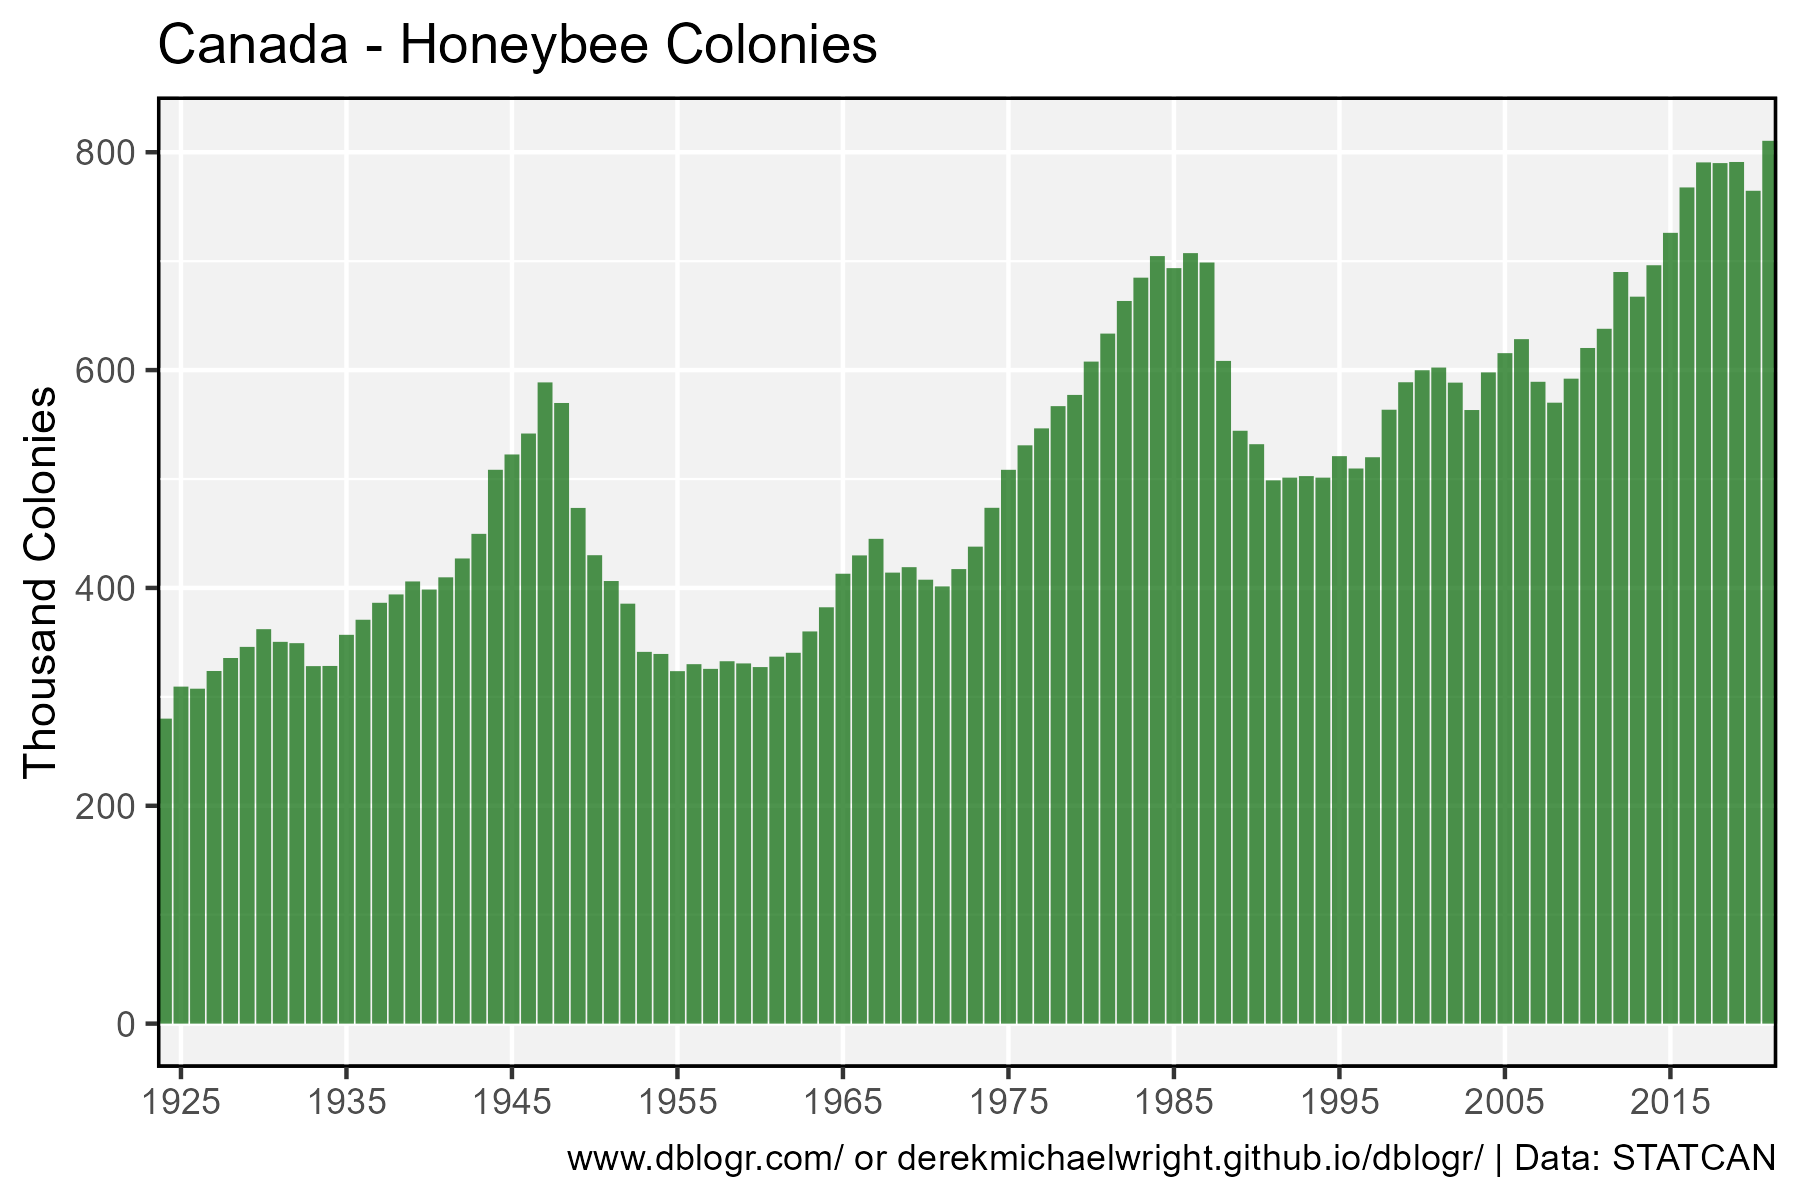 Canada - Honeybee Colonies
Thousand Colonies
800
600
400
200
0
1925 1935 1945 1955 1965 1975 1985 1995 2005 2015
www.dblogr.com/ or derekmichaelwright.github.io/dblogr/ | Data: STATCAN